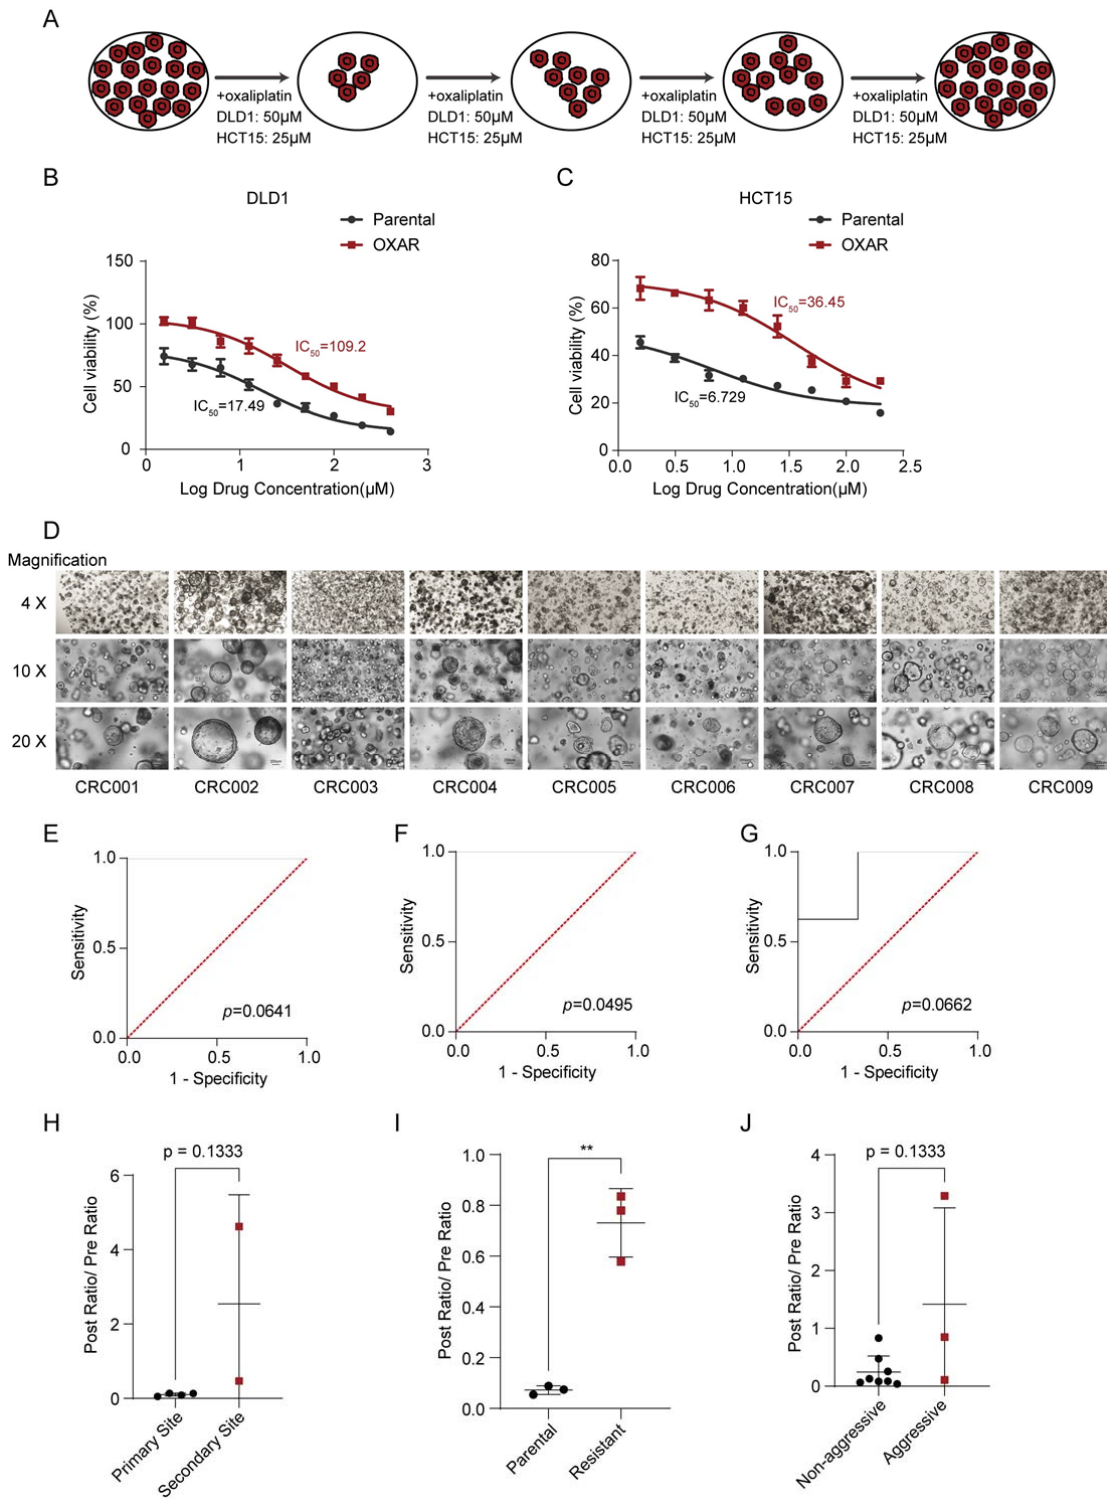 A
+oxaliplatin
DLD1: 50µM
HCT15: 25µM
+oxaliplatin
DLD1: 50µM
HCT15: 25µM
+oxaliplatin
DLD1: 50µM
HCT15: 25µM
+oxaliplatin
DLD1: 50µM
HCT15: 25µM
B
DLD1
Parental
OXAR
150
100
50
0
Cell viability (%)
IC50=109.2
IC50=17.49
0 1 2 3
Log Drug Concentration(µM)
C
HCT15
Parental
OXAR
80
60
40
20
0
Cell viability (%)
IC50=36.45
IC50=6.729
0.0 0.5 1.0 1.5 2.0 2.5
Log Drug Concentration(µM)
D
Magnification
4 X
10 X
20 X
CRC001 CRC002 CRC003 CRC004 CRC005 CRC006 CRC007 CRC008 CRC009
E
1.0
0.5
0.0
Sensitivity
p=0.0641
0.0 0.5 1.0
1 - Specificity
F
1.0
0.5
0.0
Sensitivity
p=0.0495
0.0 0.5 1.0
1 - Specificity
G
1.0
0.5
0.0
Sensitivity
p=0.0662
0.0 0.5 1.0
1 - Specificity
H
p = 0.1333
6
4
2
0
Post Ratio/ Pre Ratio
Primary Site
Secondary Site
I
**
1.0
0.8
0.6
0.4
0.2
0.0
Post Ratio/ Pre Ratio
Parental
Resistant
J
p = 0.1333
4
3
2
1
0
Post Ratio/ Pre Ratio
Non-aggressive
Aggressive